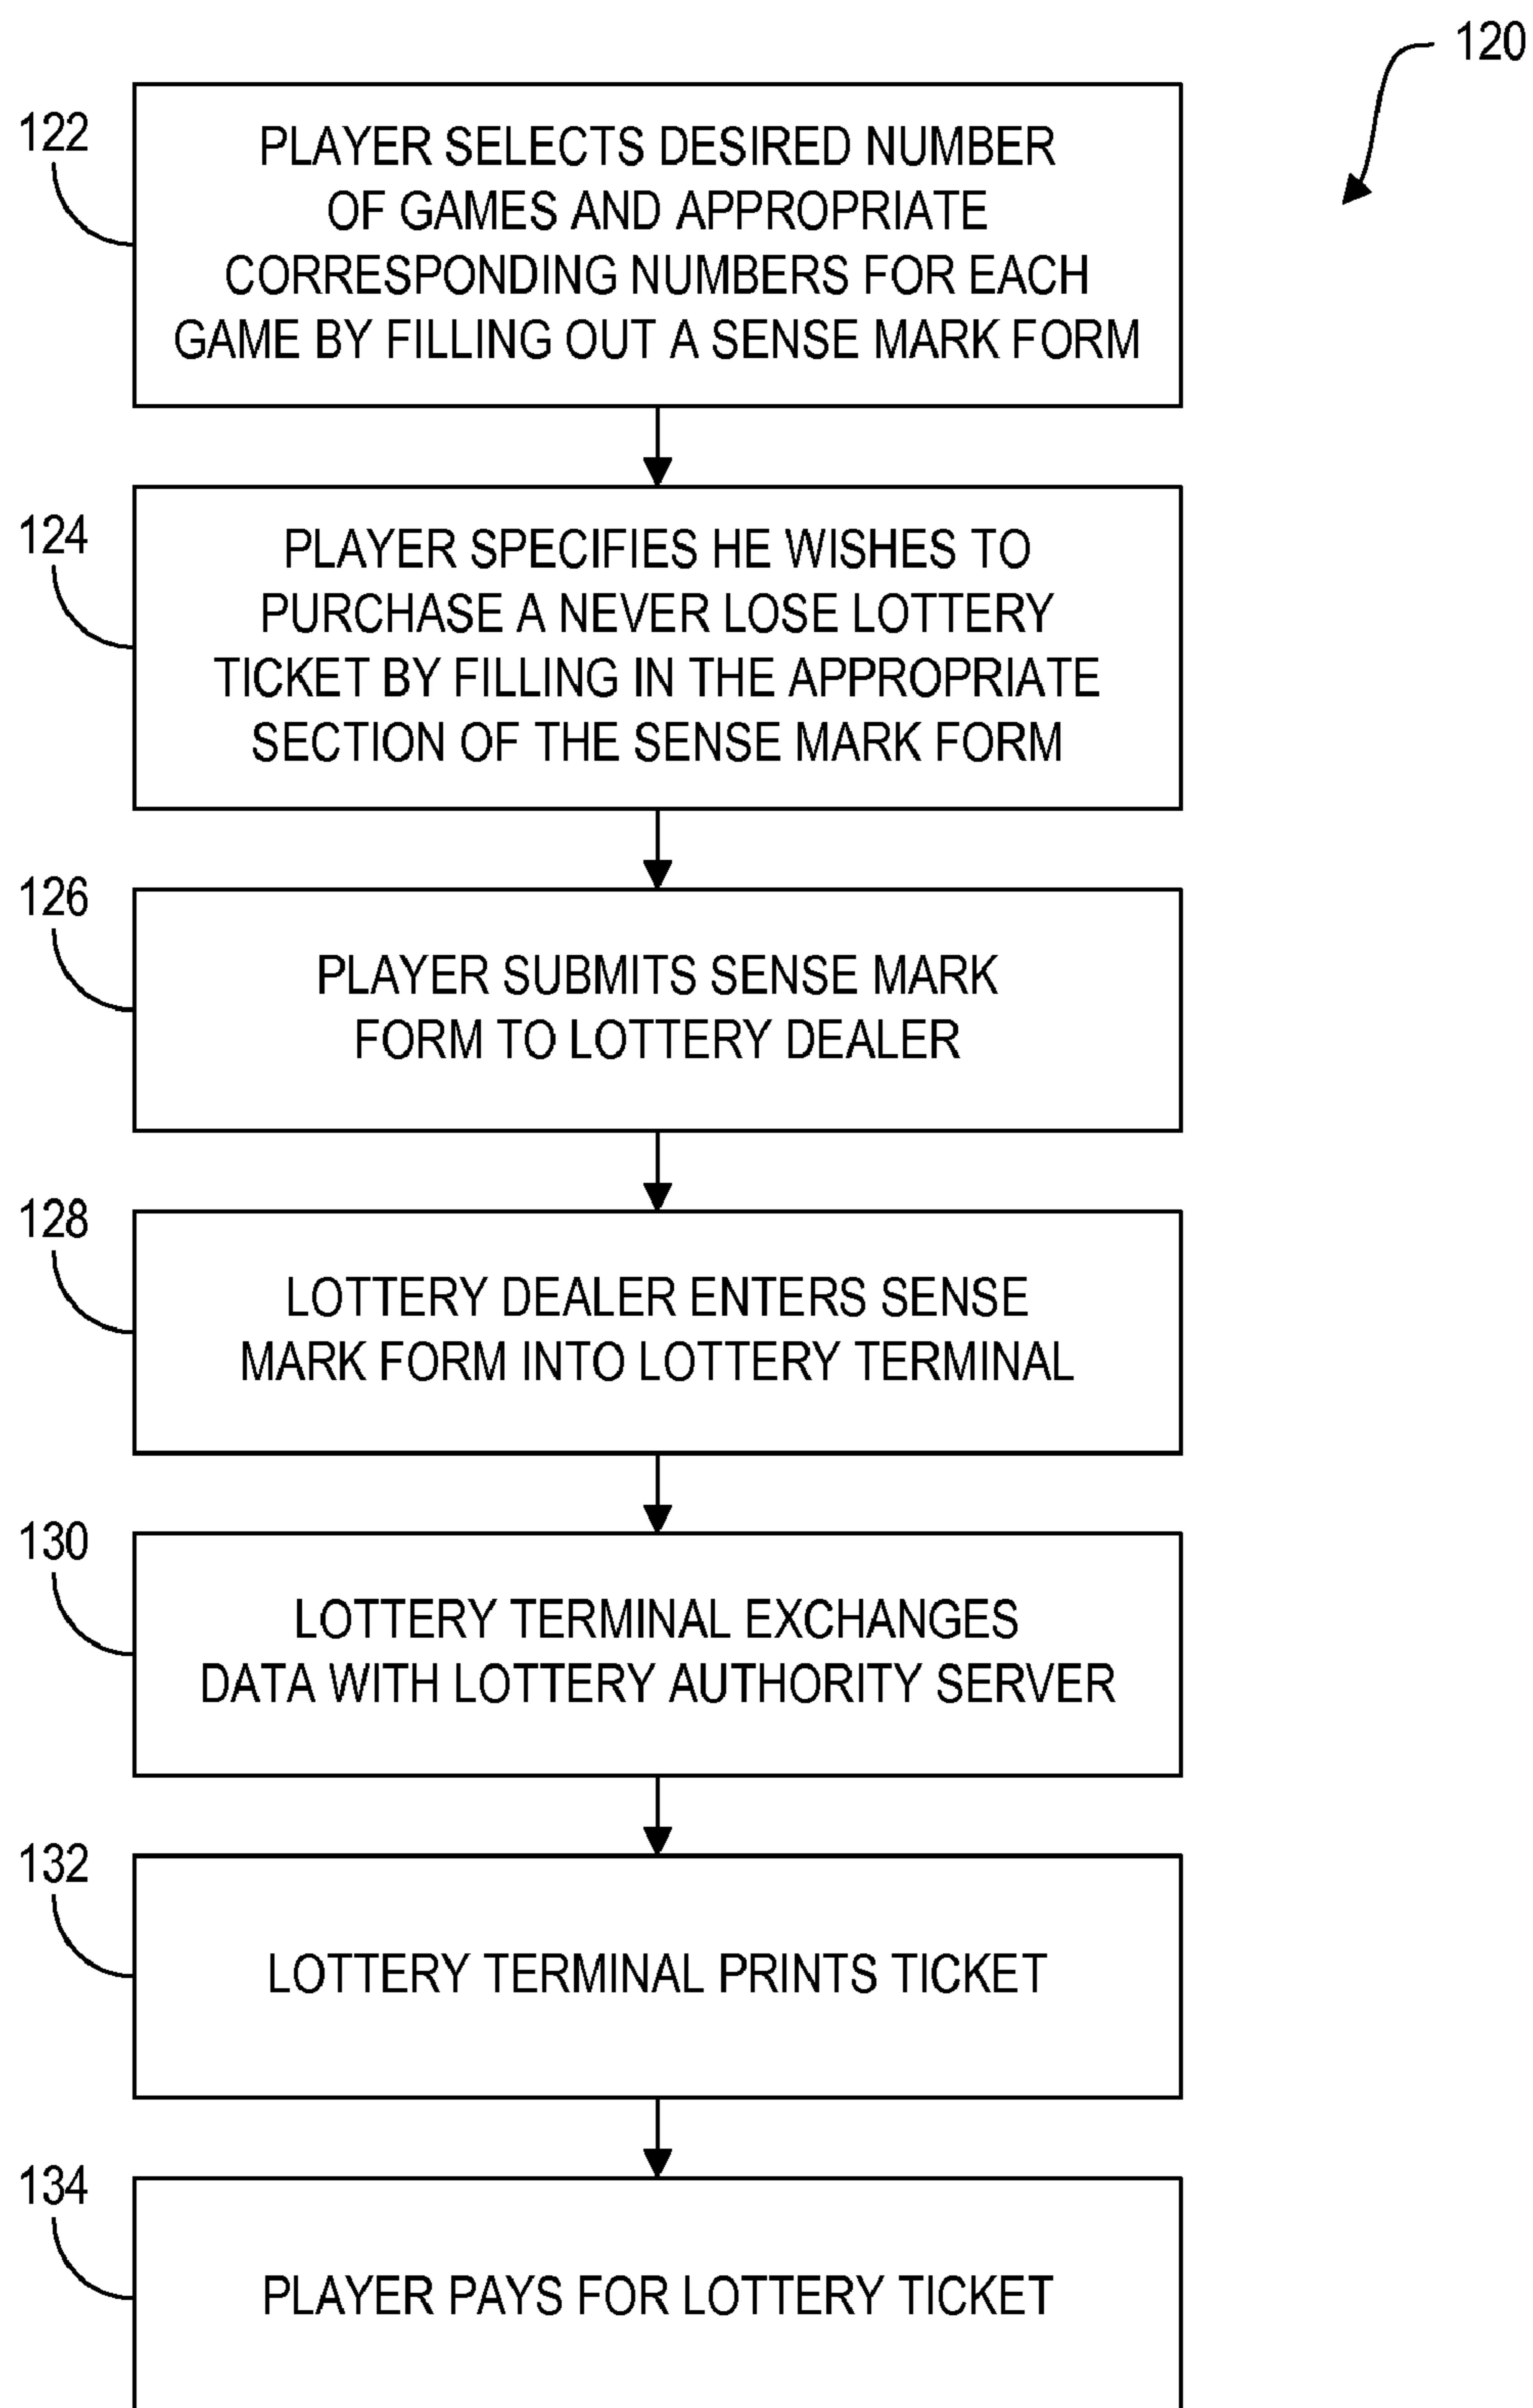 120
122
PLAYER SELECTS DESIRED NUMBER
OF GAMES AND APPROPRIATE
CORRESPONDING NUMBERS FOR EACH
GAME BY FILLING OUT A SENSE MARK FORM
124
PLAYER SPECIFIES HE WISHES TO
PURCHASE A NEVER LOSE LOTTERY
TICKET BY FILLING IN THE APPROPRIATE
SECTION OF THE SENSE MARK FORM
126
PLAYER SUBMITS SENSE MARK
FORM TO LOTTERY DEALER
128
LOTTERY DEALER ENTERS SENSE
MARK FORM INTO LOTTERY TERMINAL
130
LOTTERY TERMINAL EXCHANGES
DATA WITH LOTTERY AUTHORITY SERVER
132
LOTTERY TERMINAL PRINTS TICKET
134
PLAYER PAYS FOR LOTTERY TICKET